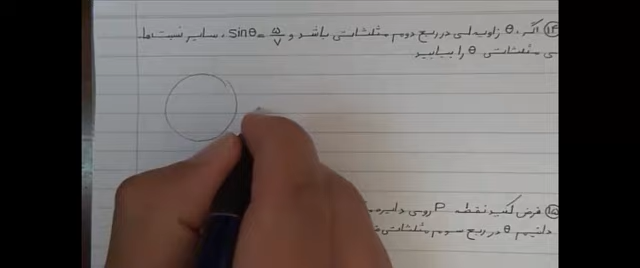 ۱۴) اگر θ زاویه ای در ربع دوم مثلثاتی باشد و sinθ = ۵/۷ ، سایر نسبت ها
ی مثلثاتی θ را بیابید
۱۵) فرض کنید نقطه P روی دایره
دانیم θ در ربع سوم مثلثاتی